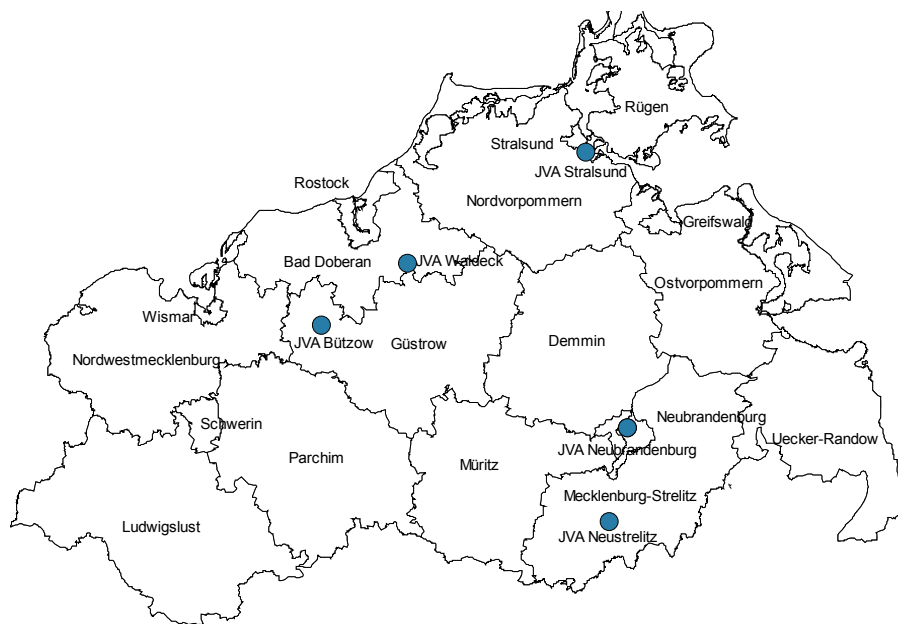 Rügen
Stralsund
JVA Stralsund
Rostock
Nordvorpommern
Greifswald
Bad Doberan
JVA Waldeck
Ostvorpommern
Wismar
JVA Bützow
Güstrow
Demmin
Nordwestmecklenburg
Schwerin
Neubrandenburg
Uecker-Randow
Parchim
Müritz
JVA Neubrandenburg
Mecklenburg-Strelitz
Ludwigslust
JVA Neustrelitz